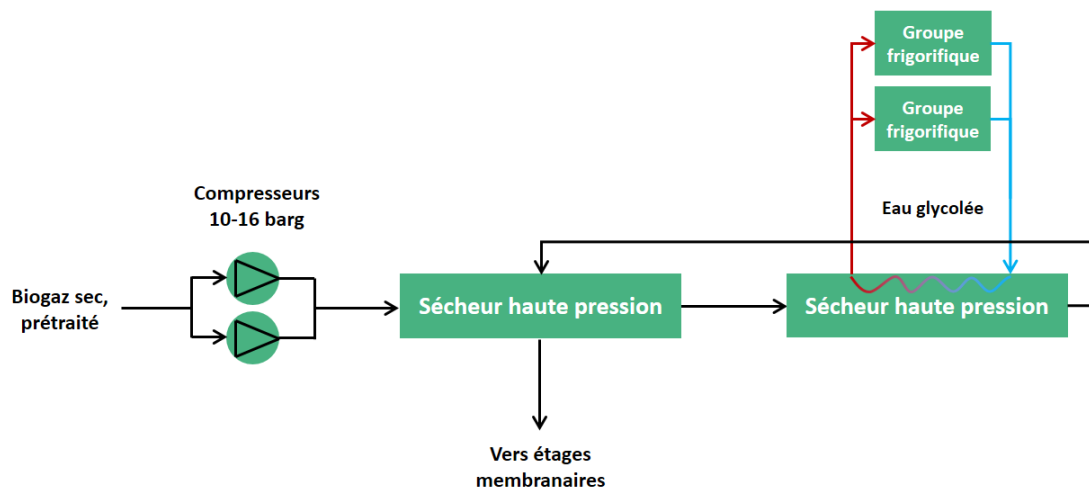 Groupe
frigorifique
Groupe
frigorifique
Compresseurs
10-16 barg
Eau glycolée
Biogaz sec,
prétraité
Sécheur haute pression
Sécheur haute pression
Vers étages
membranaires